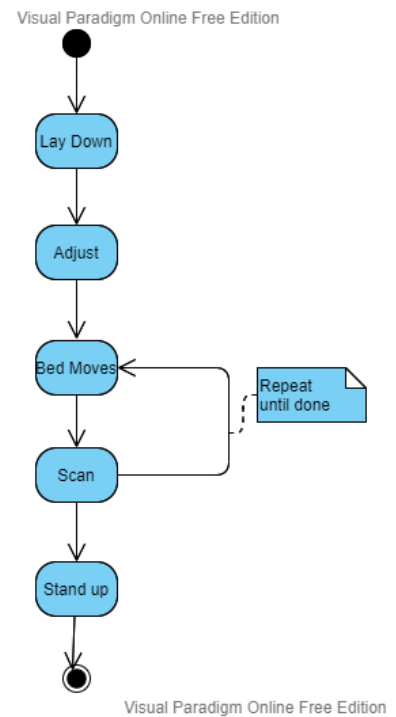 Visual Paradigm Online Free Edition
Lay Down
Adjust
Bed Moves
Repeat
until done
Scan
Stand up
Visual Paradigm Online Free Edition